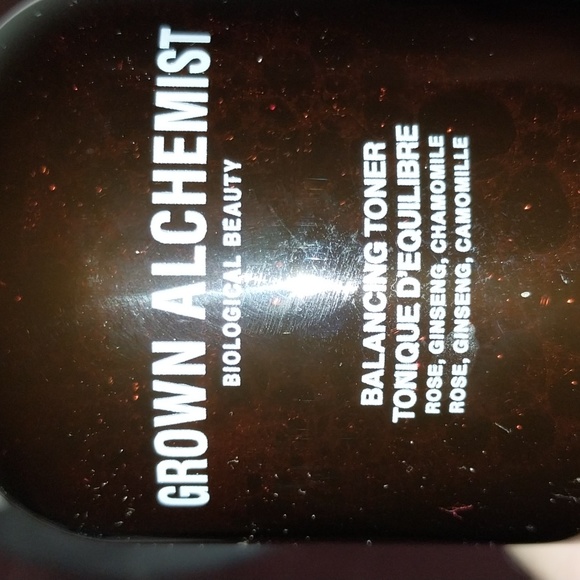 GROWN ALCHEMIST
BIOLOGICAL BEAUTY
BALANCING TONER
TONIQUE D'EQUILIBRE
ROSE, GINSENG, CHAMOMILE
ROSE, GINSENG, CAMOMILLE